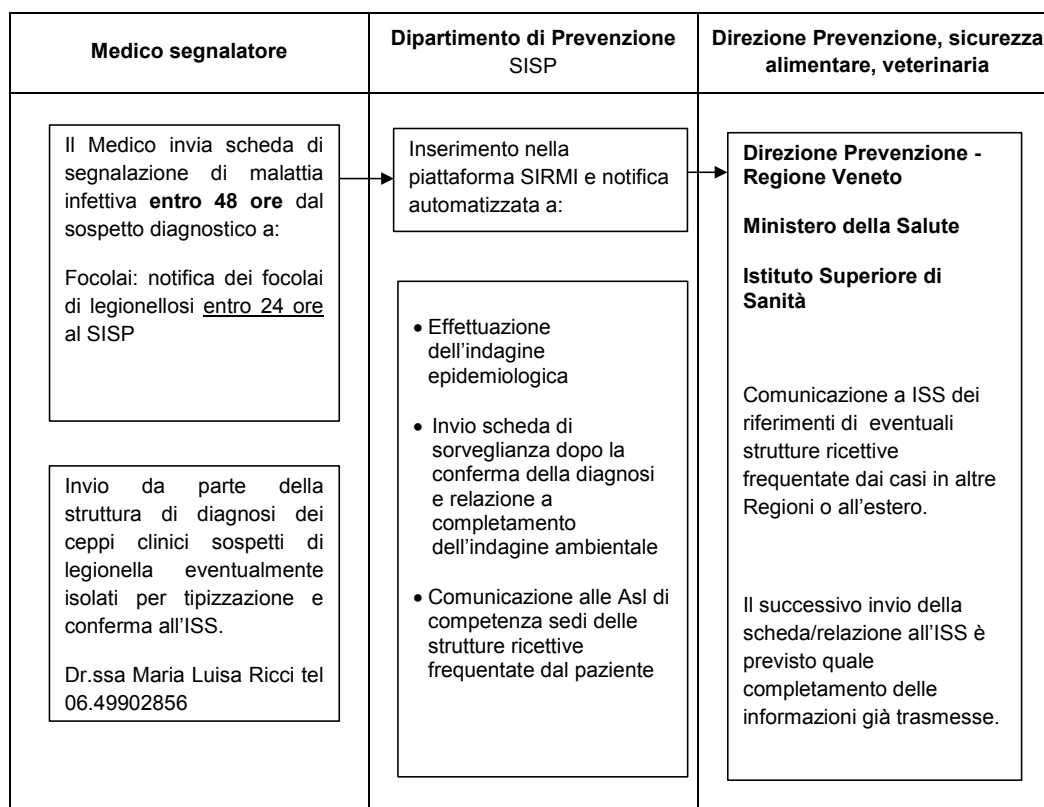 Medico segnalatore
Dipartimento di Prevenzione
SISP
Direzione Prevenzione, sicurezza
alimentare, veterinaria
Il Medico invia scheda di
segnalazione di malattia
infettiva entro 48 ore dal
sospetto diagnostico a:
Focolai: notifica dei focolai
di legionellosi entro 24 ore
al SISP
Invio da parte della
struttura di diagnosi dei
ceppi clinici sospetti di
legionella eventualmente
isolati per tipizzazione e
conferma all'ISS.
Dr.ssa Maria Luisa Ricci tel
06.49902856
Inserimento nella
piattaforma SIRMI e notifica
automatizzata a:
• Effettuazione
dell'indagine
epidemiologica
• Invio scheda di
sorveglianza dopo la
conferma della diagnosi
e relazione a
completamento
dell'indagine ambientale
• Comunicazione alle Asl di
competenza sedi delle
strutture ricettive
frequentate dal paziente
Direzione Prevenzione -
Regione Veneto
Ministero della Salute
Istituto Superiore di
Sanità
Comunicazione a ISS dei
riferimenti di eventuali
strutture ricettive
frequentate dai casi in altre
Regioni o all'estero.
Il successivo invio della
scheda/relazione all'ISS è
previsto quale
completamento delle
informazioni già trasmesse.